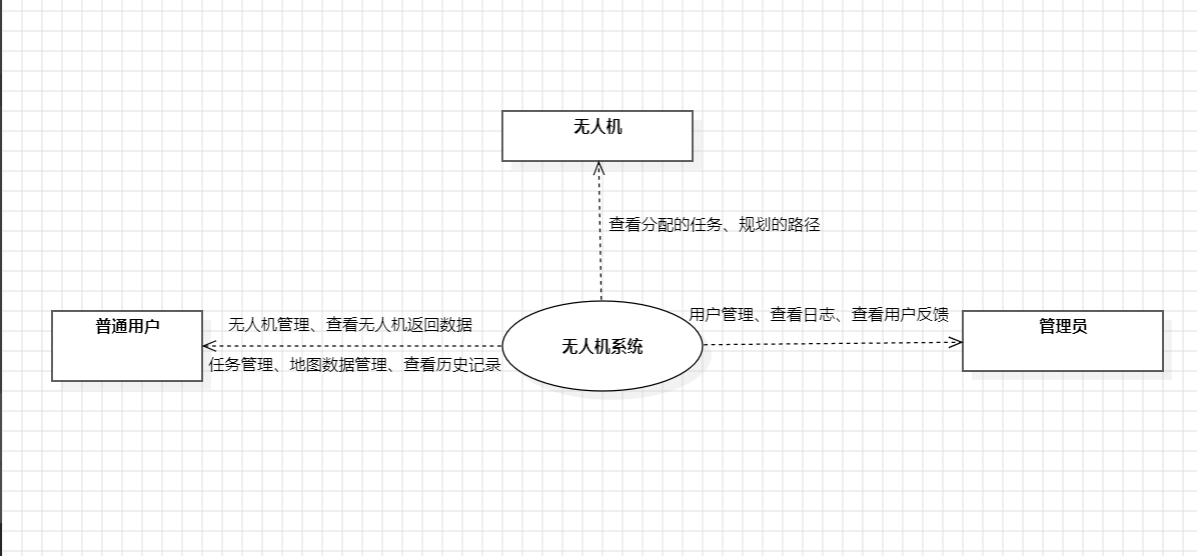 无人机
查看分配的任务、规划的路径
用户管理、查看日志、查看用户反馈
普通用户
无人机管理、查看无人机返回数据
管理员
无人机系统
任务管理、地图数据管理、查看历史记录